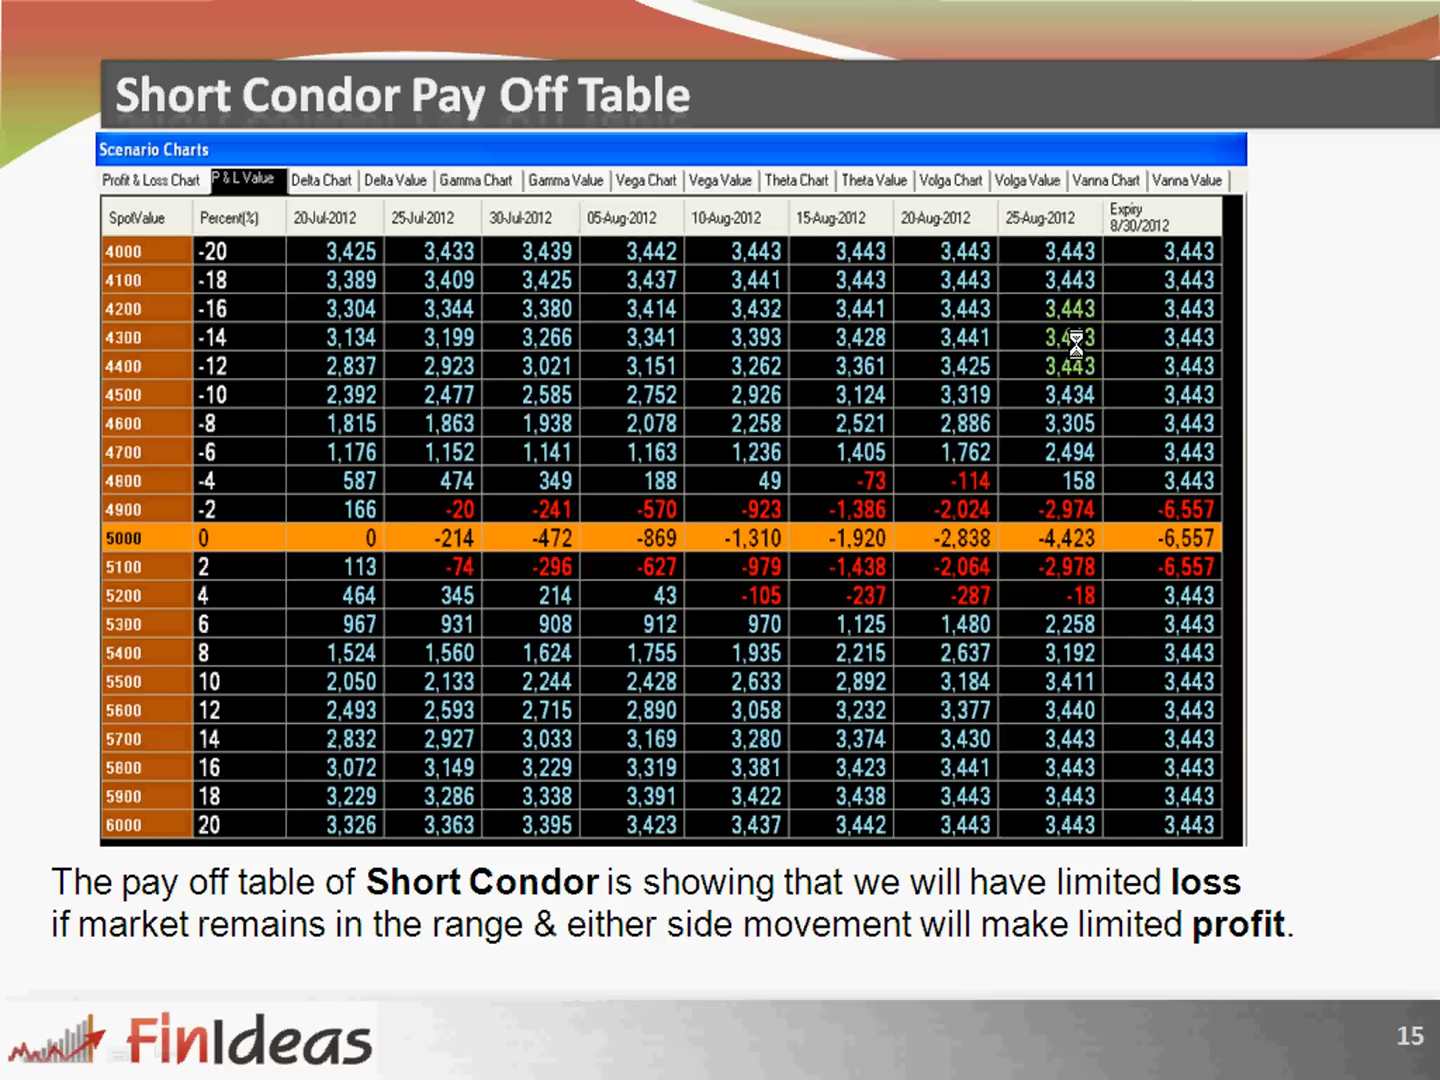 Short Condor Pay Off Table
Scenario Charts
Profit & Loss Chart P & L Value Delta Chart Delta Value Gamma Chart Gamma Value Vega Chart Vega Value Theta Chart Theta Value Volga Chart Volga Value Vanna Chart Vanna Value
SpotValue Percent(%) 20-Jul-2012 25-Jul-2012 30-Jul-2012 05-Aug-2012 10-Aug-2012 15-Aug-2012 20-Aug-2012 25-Aug-2012 Expiry 8/30/2012
4000 -20 3,425 3,433 3,439 3,442 3,443 3,443 3,443 3,443 3,443
4100 -18 3,389 3,409 3,425 3,437 3,441 3,443 3,443 3,443 3,443
4200 -16 3,304 3,344 3,380 3,414 3,432 3,441 3,443 3,443 3,443
4300 -14 3,134 3,199 3,266 3,341 3,393 3,428 3,441 3,443
4400 -12 2,837 2,923 3,021 3,151 3,262 3,361 3,425 3,443 3,443
4500 -10 2,392 2,477 2,585 2,752 2,926 3,124 3,319 3,434 3,443
4600 -8 1,815 1,863 1,938 2,078 2,258 2,521 2,886 3,305 3,443
4700 -6 1,176 1,152 1,141 1,163 1,236 1,405 1,762 2,494 3,443
4800 -4 587 474 349 188 49 -73 -114 158 3,443
4900 -2 166 -20 -241 -570 -923 -1,386 -2,024 -2,974 -6,557
5000 0 0 -214 -472 -869 -1,310 -1,920 -2,838 -4,423 -6,557
5100 2 113 -74 -296 -627 -979 -1,438 -2,064 -2,978 -6,557
5200 4 464 345 214 43 -105 -237 -287 -18 3,443
5300 6 967 931 908 912 970 1,125 1,480 2,258 3,443
5400 8 1,524 1,560 1,624 1,755 1,935 2,215 2,637 3,192 3,443
5500 10 2,050 2,133 2,244 2,428 2,633 2,892 3,184 3,411 3,443
5600 12 2,493 2,593 2,715 2,890 3,058 3,232 3,377 3,440 3,443
5700 14 2,832 2,927 3,033 3,169 3,280 3,374 3,430 3,443 3,443
5800 16 3,072 3,149 3,229 3,319 3,381 3,423 3,441 3,443 3,443
5900 18 3,229 3,286 3,338 3,391 3,422 3,438 3,443 3,443 3,443
6000 20 3,326 3,363 3,395 3,423 3,437 3,442 3,443 3,443 3,443
The pay off table of Short Condor is showing that we will have limited loss
if market remains in the range & either side movement will make limited profit.
FinIdeas
15